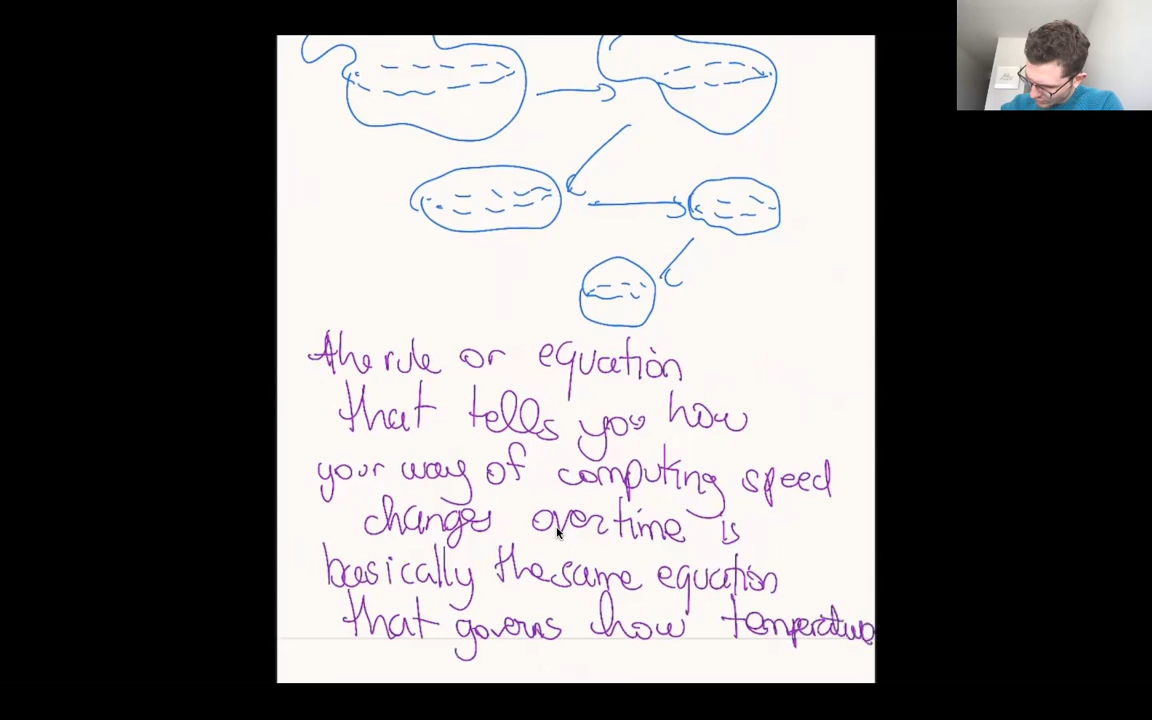 the rule or equation
that tells you how
your way of computing speed
changes over time is
basically the same equation
that governs how temperature